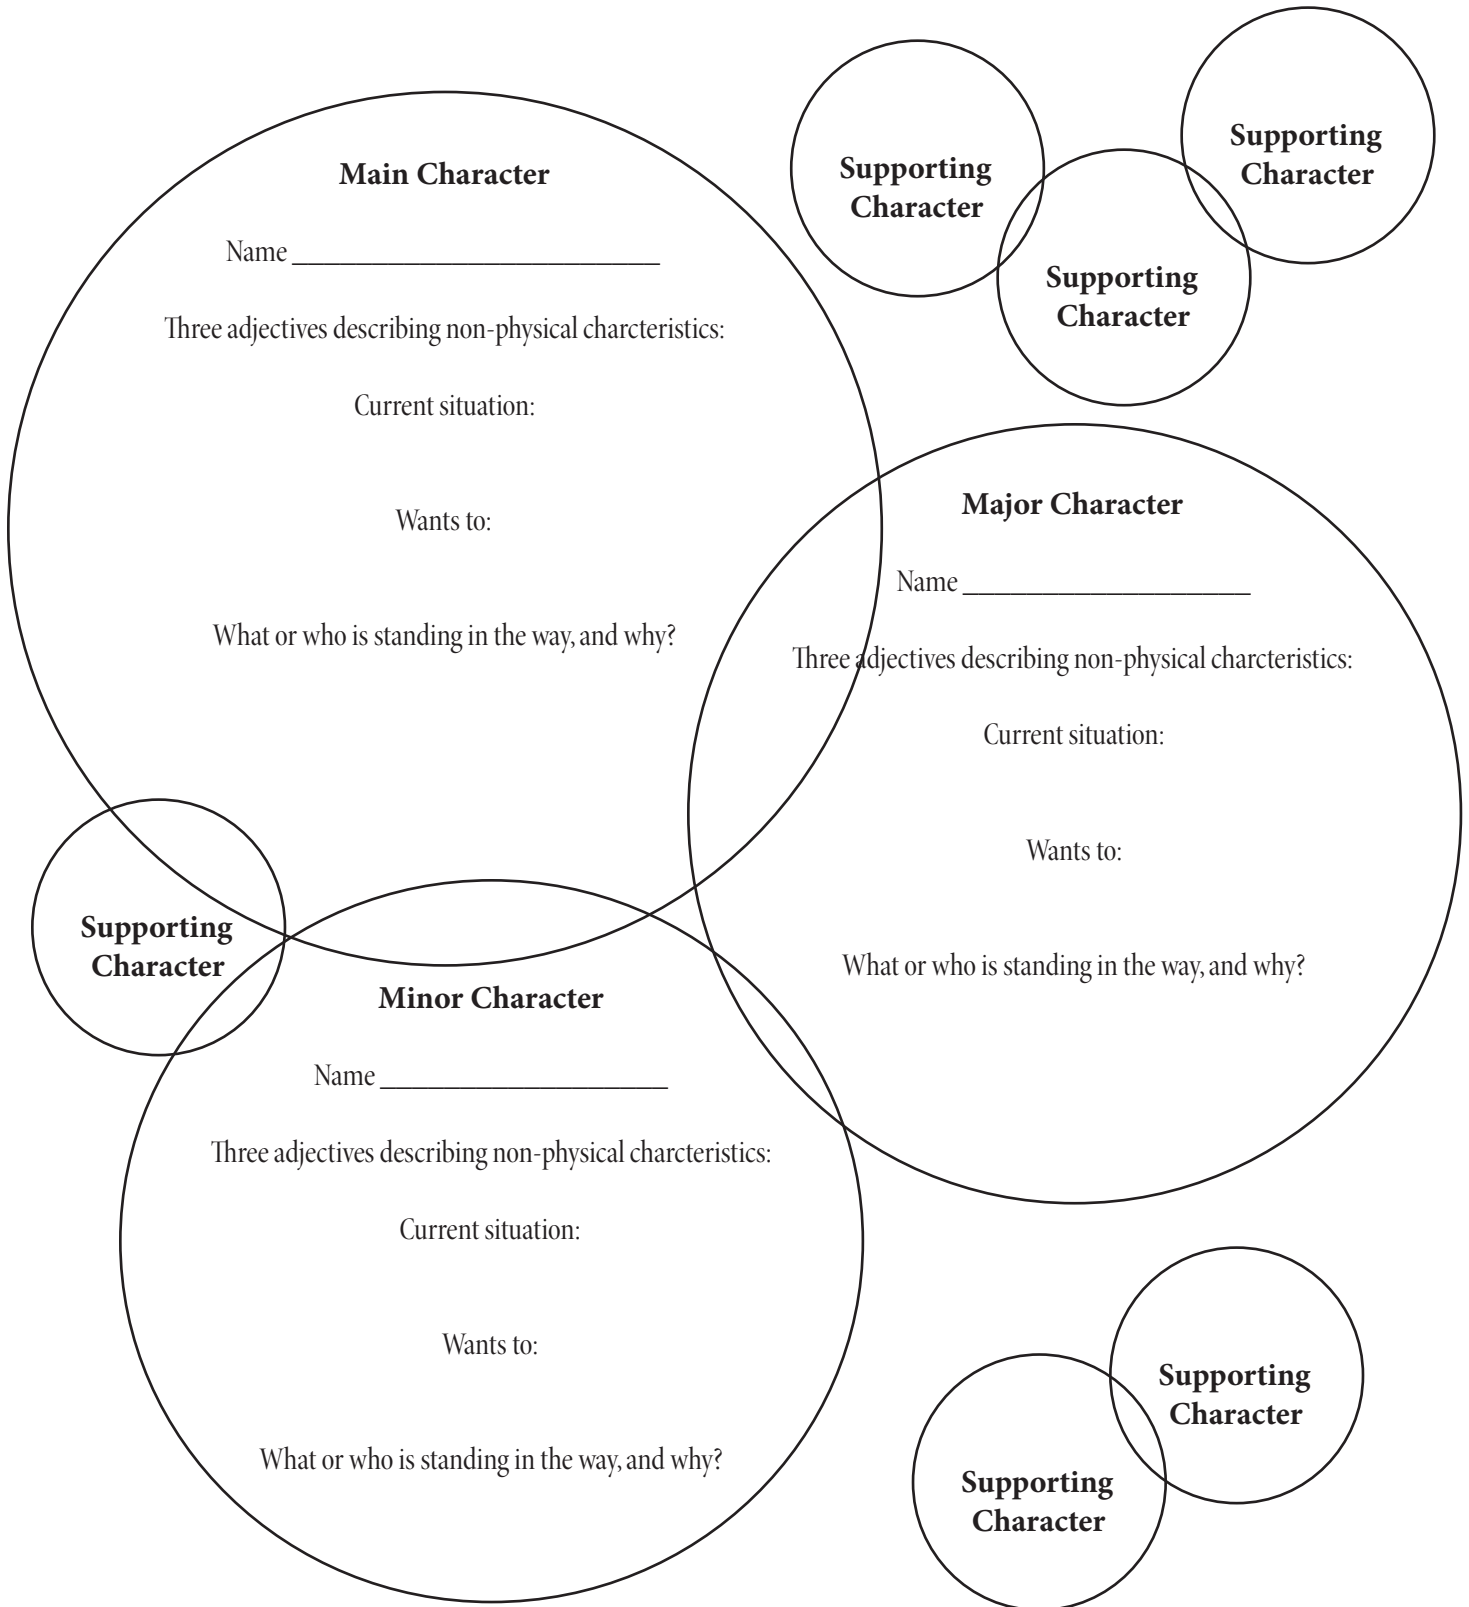 Main Character
Name _______________________
Three adjectives describing non-physical charcteristics:
Current situation:
Wants to:
What or who is standing in the way, and why?
Supporting
Character
Supporting
Character
Supporting
Character
Major Character
Name __________________
Three adjectives describing non-physical charcteristics:
Current situation:
Wants to:
What or who is standing in the way, and why?
Supporting
Character
Minor Character
Name __________________
Three adjectives describing non-physical charcteristics:
Current situation:
Wants to:
What or who is standing in the way, and why?
Supporting
Character
Supporting
Character